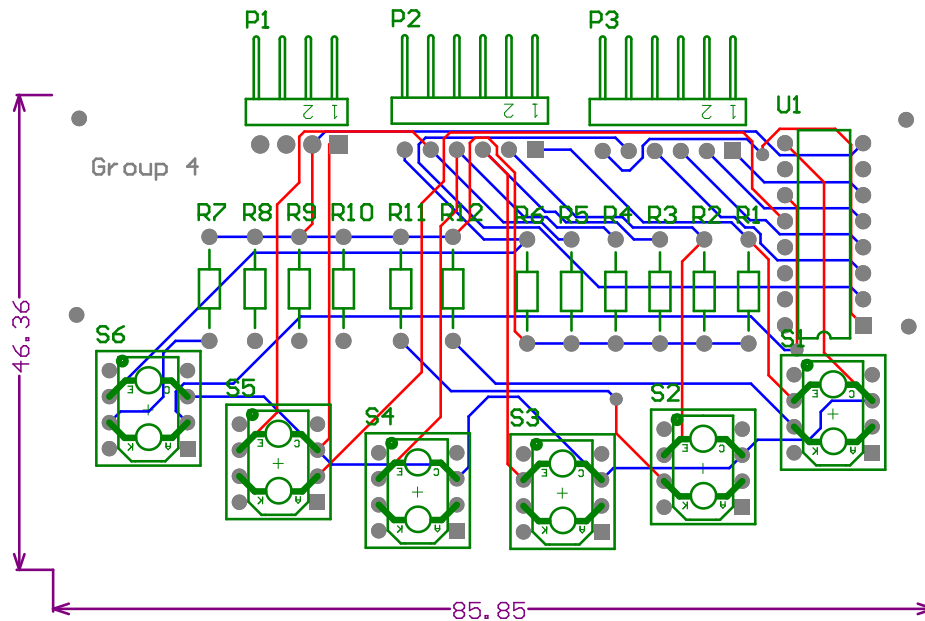 P1 P2 P3
2 1 2 1 2 1
U1
Group 4
R7 R8 R9 R10 R11 R12 R6 R5 R4 R3 R2 R1
46.36
S6 S1
S5 S4 S3 S2
E C
K A
E C
K A
E C
K A
E C
K A
E C
K A
E C
K A
85.85